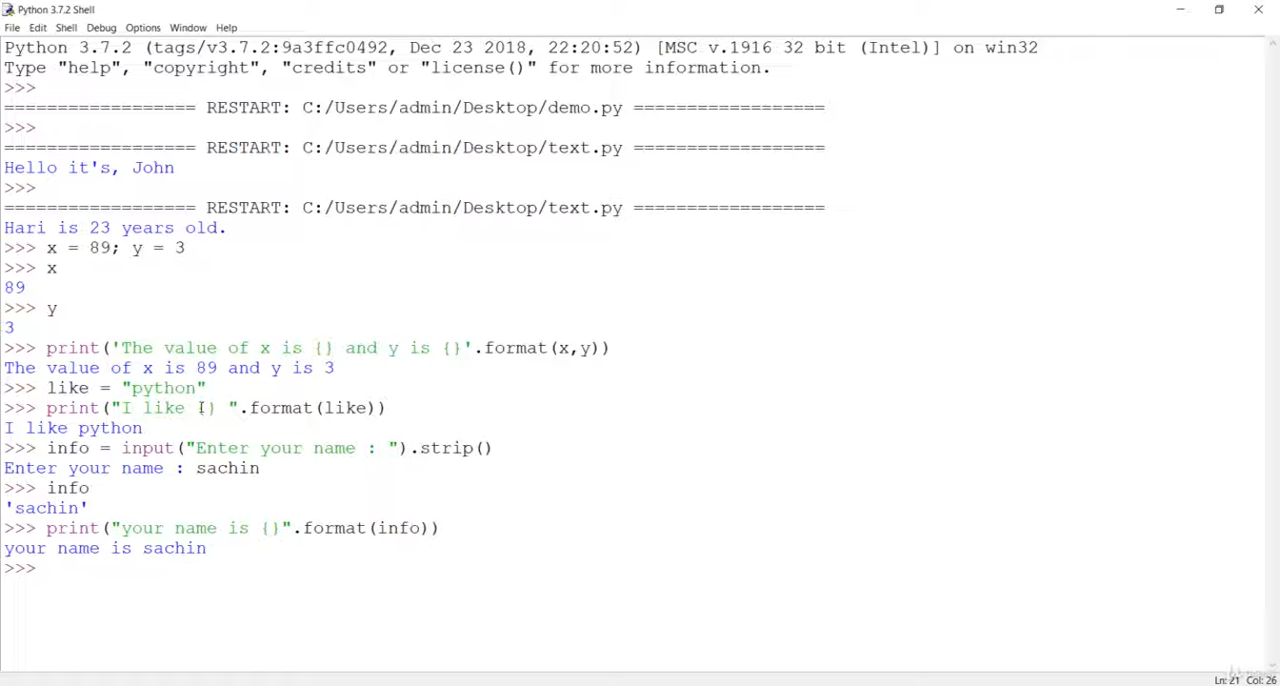 Python 3.7.2 Shell
File Edit Shell Debug Options Window Help
Python 3.7.2 (tags/v3.7.2:9a3ffc0492, Dec 23 2018, 22:20:52) [MSC v.1916 32 bit (Intel)] on win32
Type "help", "copyright", "credits" or "license()" for more information.
>>>
================== RESTART: C:/Users/admin/Desktop/demo.py ==================
>>>
================== RESTART: C:/Users/admin/Desktop/text.py ==================
Hello it's, John
>>>
================== RESTART: C:/Users/admin/Desktop/text.py ==================
Hari is 23 years old.
>>> x = 89; y = 3
>>> x
89
>>> y
3
>>> print('The value of x is {} and y is {}'.format(x,y))
The value of x is 89 and y is 3
>>> like = "python"
>>> print("I like {} ".format(like))
I like python
>>> info = input("Enter your name : ").strip()
Enter your name : sachin
>>> info
'sachin'
>>> print("your name is {}".format(info))
your name is sachin
>>>
Ln: 21 Col: 26